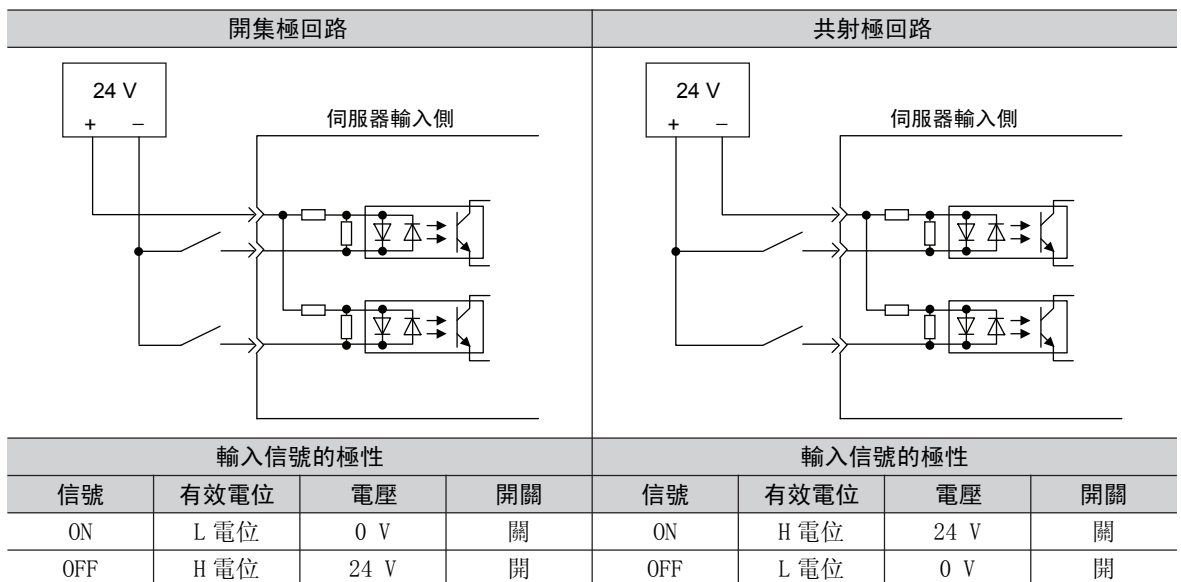 開集極回路 共射極回路
24 V 24 V
+ − + −
伺服器輸入側 伺服器輸入側
輸入信號的極性 輸入信號的極性
信號 有效電位 電壓 開關 信號 有效電位 電壓 開關
ON L 電位 0 V 關 ON H 電位 24 V 關
OFF H 電位 24 V 開 OFF L 電位 0 V 開